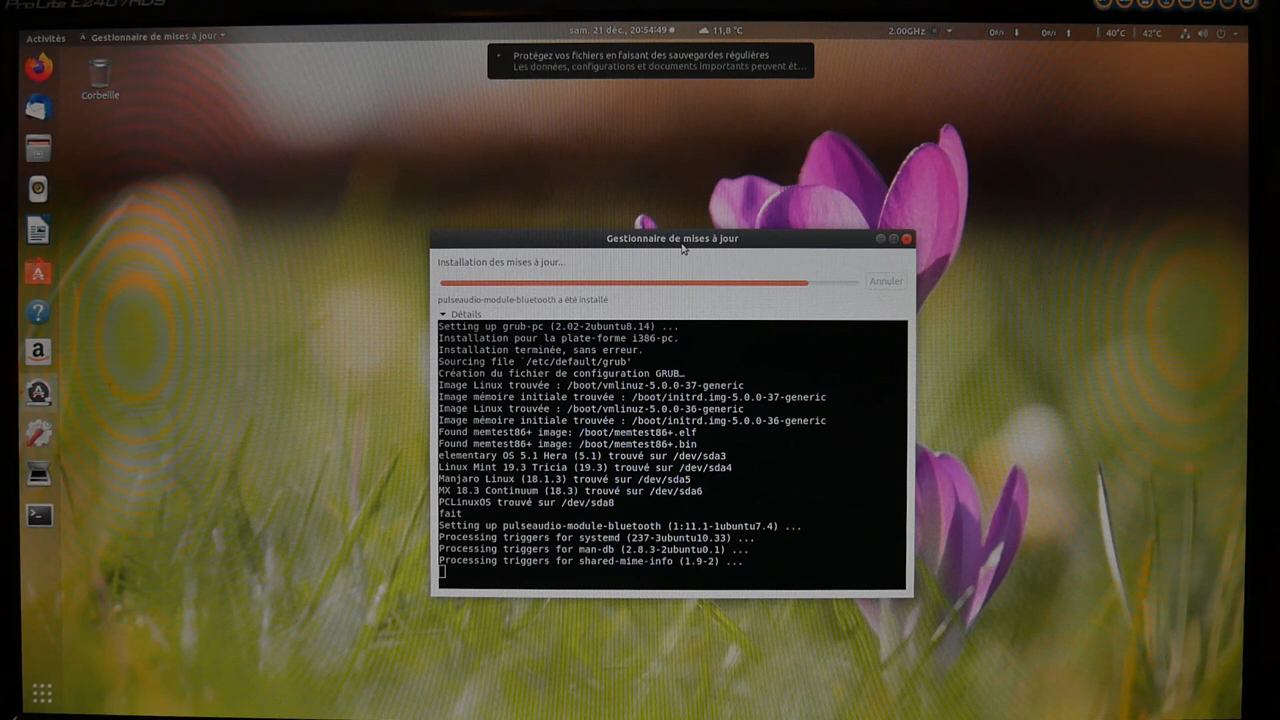 ProLite E2407HDS
Activités
Gestionnaire de mises à jour
sam. 21 déc., 20:54:49
11,8 °C
2.00GHz
40°C
42°C
Protégez vos fichiers en faisant des sauvegardes régulières
Les données, configurations et documents importants peuvent êt…
Corbeille
Gestionnaire de mises à jour
Installation des mises à jour…
Annuler
pulseaudio-module-bluetooth a été installé
Détails
Setting up grub-pc (2.02-2ubuntu8.14) ...
Installation pour la plate-forme i386-pc.
Installation terminée, sans erreur.
Sourcing file `/etc/default/grub'
Création du fichier de configuration GRUB…
Image Linux trouvée : /boot/vmlinuz-5.0.0-37-generic
Image mémoire initiale trouvée : /boot/initrd.img-5.0.0-37-generic
Image Linux trouvée : /boot/vmlinuz-5.0.0-36-generic
Image mémoire initiale trouvée : /boot/initrd.img-5.0.0-36-generic
Found memtest86+ image: /boot/memtest86+.elf
Found memtest86+ image: /boot/memtest86+.bin
elementary OS 5.1 Hera (5.1) trouvé sur /dev/sda3
Linux Mint 19.3 Tricia (19.3) trouvé sur /dev/sda4
Manjaro Linux (18.1.3) trouvé sur /dev/sda5
MX 18.3 Continuum (18.3) trouvé sur /dev/sda6
PCLinuxOS trouvé sur /dev/sda8
fait
Setting up pulseaudio-module-bluetooth (1:11.1-1ubuntu7.4) ...
Processing triggers for systemd (237-3ubuntu10.33) ...
Processing triggers for man-db (2.8.3-2ubuntu0.1) ...
Processing triggers for shared-mime-info (1.9-2) ...